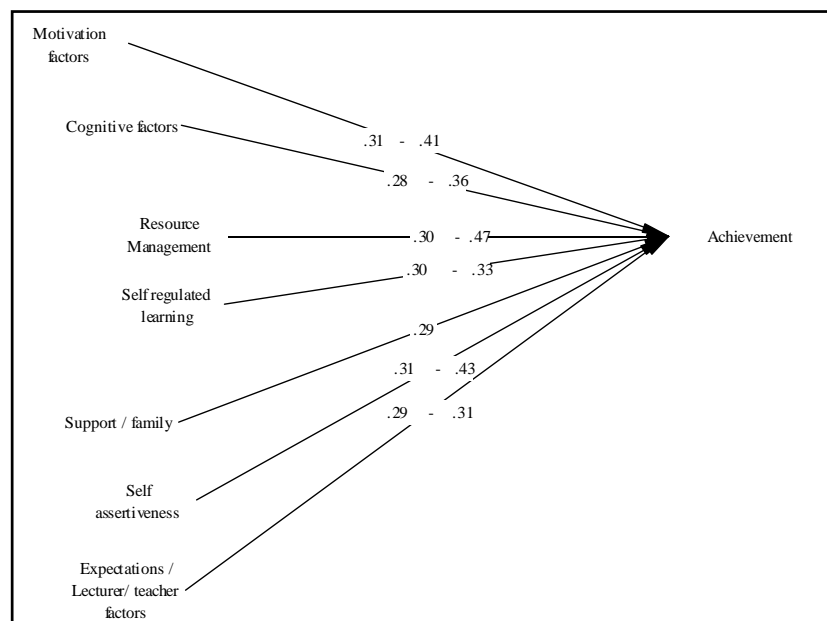 Motivation
factors
Cognitive factors
.31 - .41
.28 - .36
Resource
Management
.30 - .47
Achievement
Self regulated
learning
.30 - .33
.29
Support / family
.31 - .43
.29 - .31
Self
assertiveness
Expectations /
Lecturer/ teacher
factors